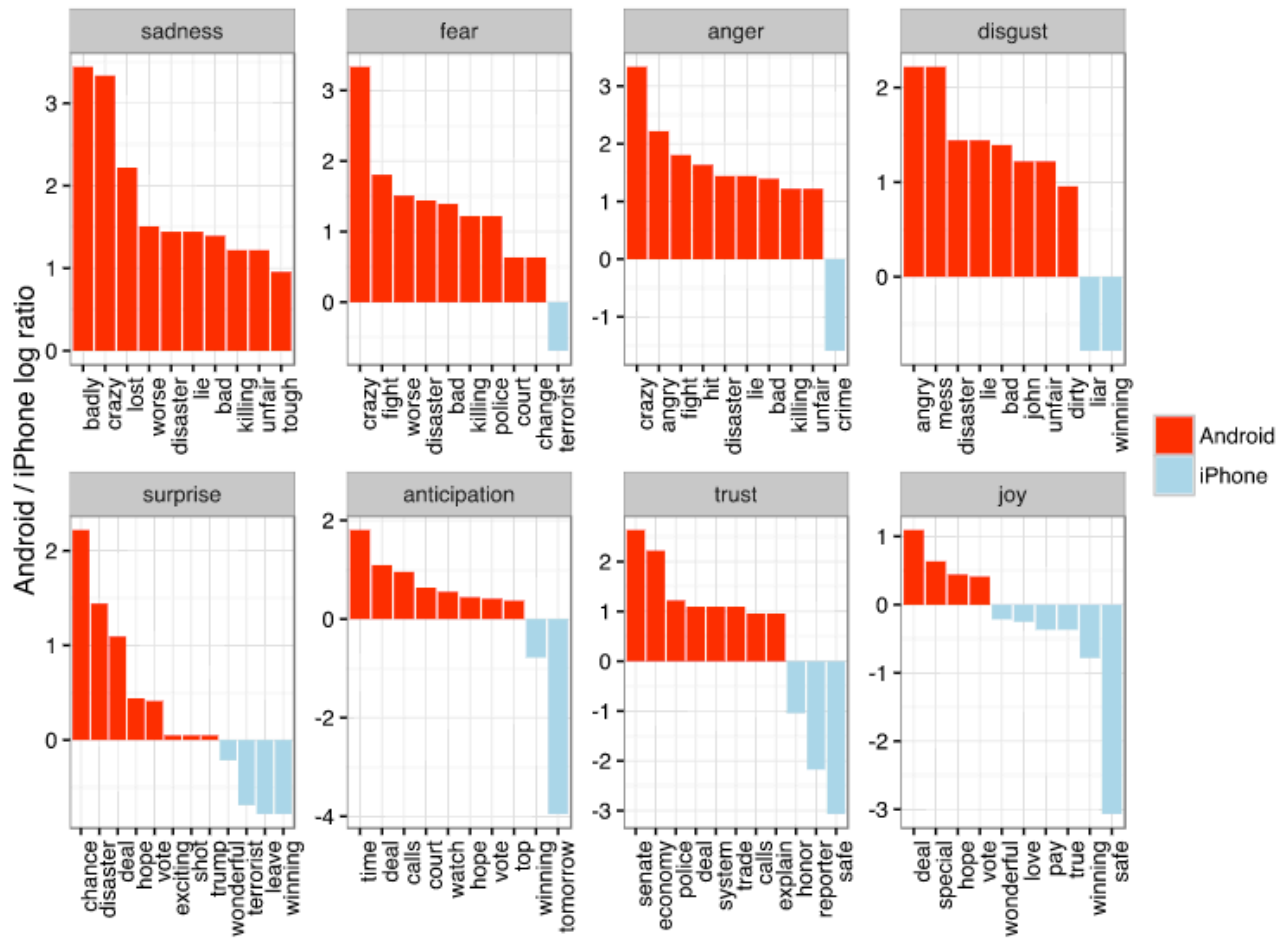 sadness
fear
anger
disgust
Android / iPhone log ratio
3
2
1
0
badly
crazy
lost
worse
disaster
lie
bad
killing
unfair
tough
3
2
1
0
crazy
fight
worse
disaster
bad
killing
police
court
change
terrorist
3
2
1
0
-1
crazy
angry
fight
hit
disaster
lie
bad
killing
unfair
crime
2
1
0
angry
mess
disaster
lie
bad
john
unfair
dirty
liar
winning
Android
iPhone
surprise
anticipation
trust
joy
2
1
0
chance
disaster
deal
hope
vote
exciting
shot
trump
wonderful
terrorist
leave
winning
2
0
-2
-4
time
deal
calls
court
watch
hope
vote
top
winning
tomorrow
2
1
0
-1
-2
-3
senate
economy
police
deal
system
trade
calls
explain
honor
reporter
safe
1
0
-1
-2
-3
deal
special
hope
vote
wonderful
love
pay
true
winning
safe